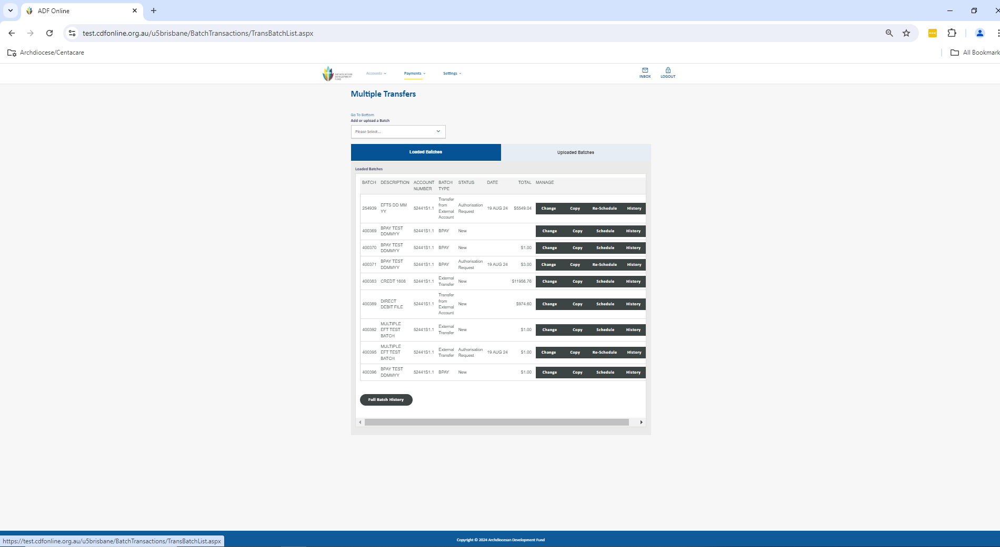 ADF Online
test.cdfonline.org.au/u5brisbane/BatchTransactions/TransBatchList.aspx
Archdiocese/Centacare
All Bookmark
ARCHDIOCESAN
DEVELOPMENT
FUND
Accounts
Payments
Settings
INBOX
LOGOUT
Multiple Transfers
Go To Bottom
Add or upload a Batch
Please Select...
Loaded Batches
Uploaded Batches
Loaded Batches
BATCH DESCRIPTION ACCOUNT NUMBER BATCH TYPE STATUS DATE TOTAL MANAGE
254939 EFTS DD MM YY 52441S1.1 Transfer from External Account Authorisation Request 19 AUG 24 $5549.04 Change Copy Re-Schedule History
400369 BPAY TEST DDMMYY 52441S1.1 BPAY New Change Copy Schedule History
400370 BPAY TEST DDMMYY 52441S1.1 BPAY New $1.00 Change Copy Schedule History
400371 BPAY TEST DDMMYY 52441S1.1 BPAY Authorisation Request 19 AUG 24 $3.00 Change Copy Re-Schedule History
400383 CREDT 1608 52441S1.1 External Transfer New $11956.76 Change Copy Schedule History
400389 DIRECT DEBIT FILE 52441S1.1 Transfer from External Account New $974.60 Change Copy Schedule History
400392 MULTIPLE EFT TEST BATCH 52441S1.1 External Transfer New $1.00 Change Copy Schedule History
400395 MULTIPLE EFT TEST BATCH 52441S1.1 External Transfer Authorisation Request 19 AUG 24 $1.00 Change Copy Re-Schedule History
400396 BPAY TEST DDMMYY 52441S1.1 BPAY New $1.00 Change Copy Schedule History
Full Batch History
https://test.cdfonline.org.au/u5brisbane/BatchTransactions/TransBatchList.aspx
Copyright © 2024 Archdiocesan Development Fund